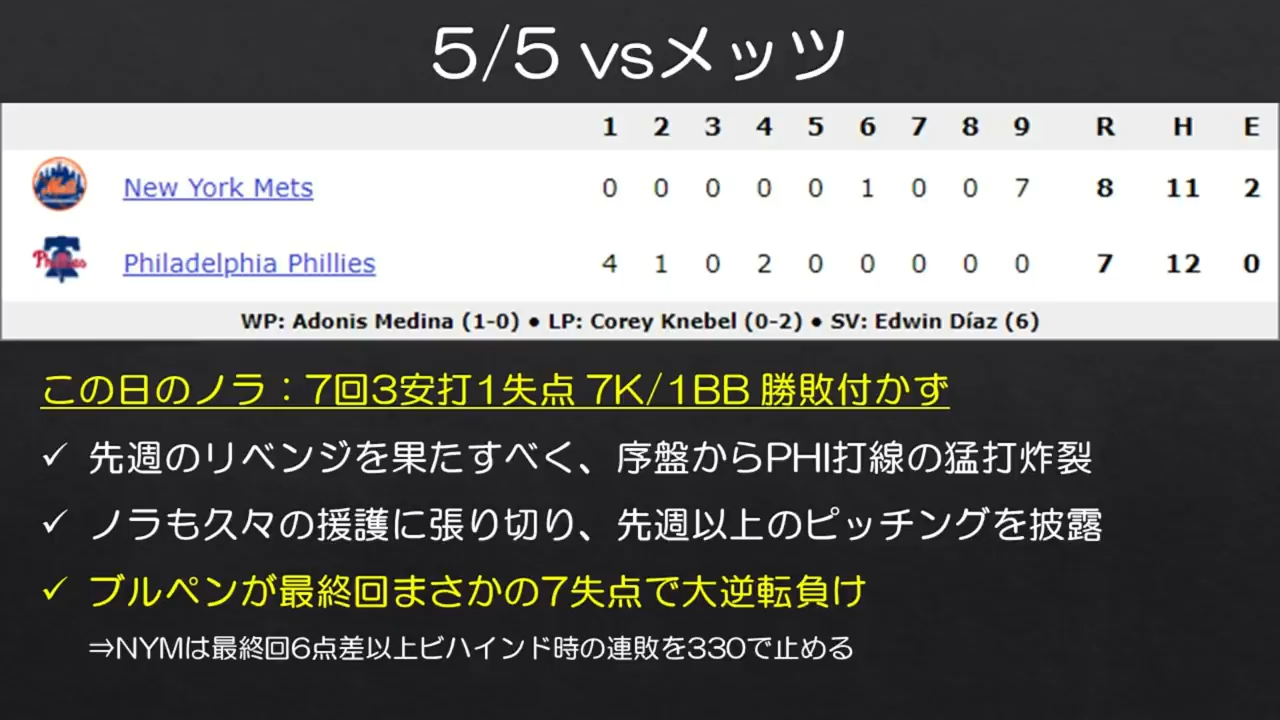 5/5 vsメッツ
1 2 3 4 5 6 7 8 9 R H E
Mets New York Mets 0 0 0 0 0 1 0 0 7 8 11 2
Phillies Philadelphia Phillies 4 1 0 2 0 0 0 0 0 7 12 0
WP: Adonis Medina (1-0) ● LP: Corey Knebel (0-2) ● SV: Edwin Díaz (6)
この日のノラ：7回3安打1失点 7K/1BB 勝敗付かず
✓ 先週のリベンジを果たすべく、序盤からPHI打線の猛打炸裂
✓ ノラも久々の援護に張り切り、先週以上のピッチングを披露
✓ ブルペンが最終回まさかの7失点で大逆転負け
⇒NYMは最終回6点差以上ビハインド時の連敗を330で止める